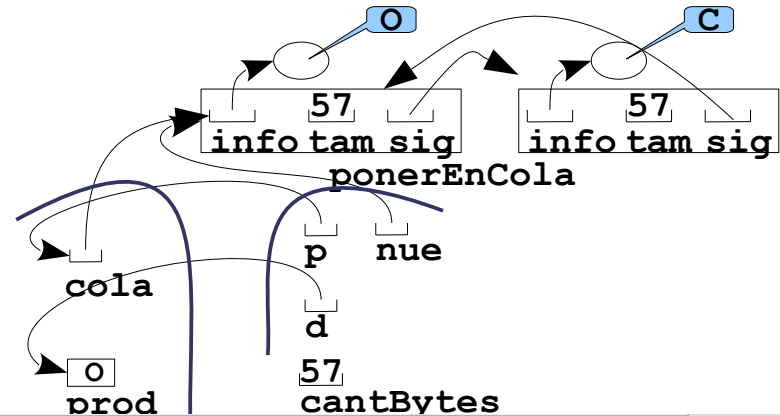 O C
57 57
info tam sig info tam sig
ponerEnCola
p nue
cola
d
O 57
prod cantBytes